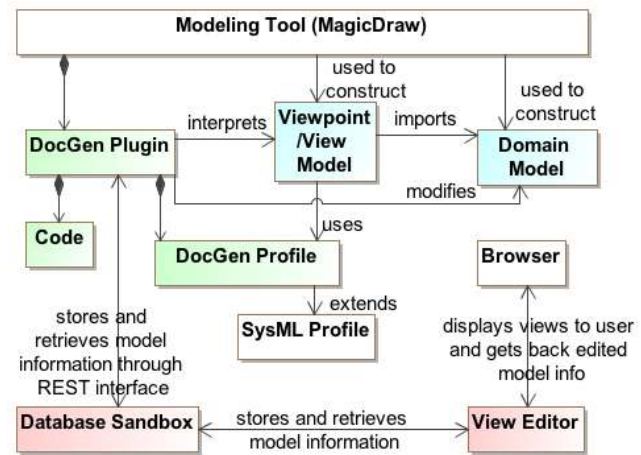 Modeling Tool (MagicDraw)
used to
construct
used to
construct
interprets
Viewpoint
/View
Model
imports
DocGen Plugin
Domain
Model
modifies
Code
uses
DocGen Profile
Browser
extends
SysML Profile
stores and
retrieves model
information through
REST interface
displays views to user
and gets back edited
model info
Database Sandbox
stores and retrieves
model information
View Editor